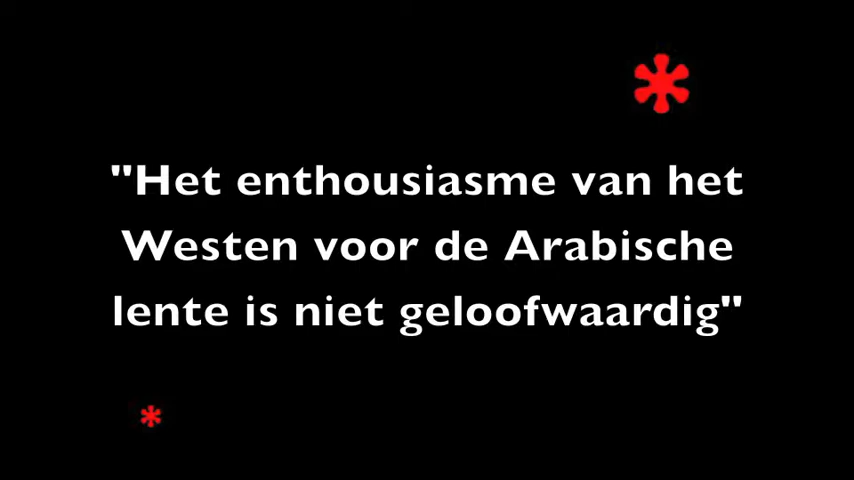 "Het enthousiasme van het
Westen voor de Arabische
lente is niet geloofwaardig"